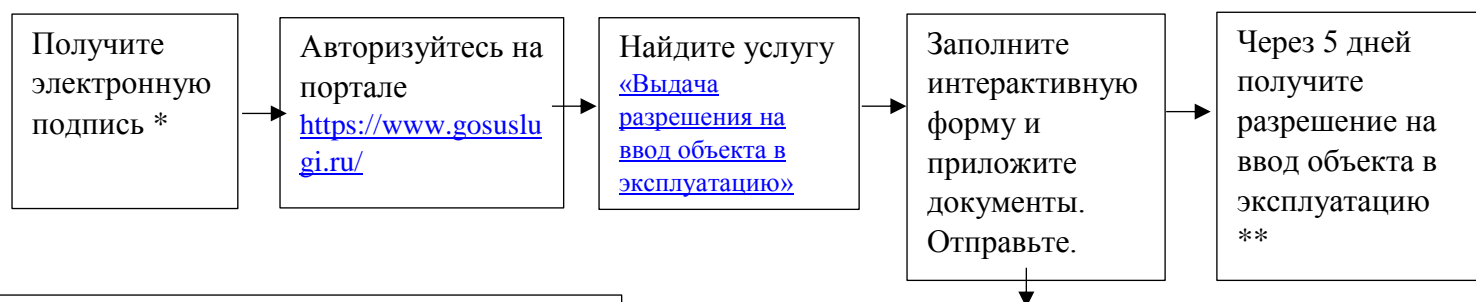 Получите
электронную
подпись *
Авторизуйтесь на
портале
https://www.gosuslu
gi.ru/
Найдите услугу
«Выдача
разрешения на
ввод объекта в
эксплуатацию»
Заполните
интерактивную
форму и
приложите
документы.
Отправьте.
Через 5 дней
получите
разрешение на
ввод объекта в
эксплуатацию
**